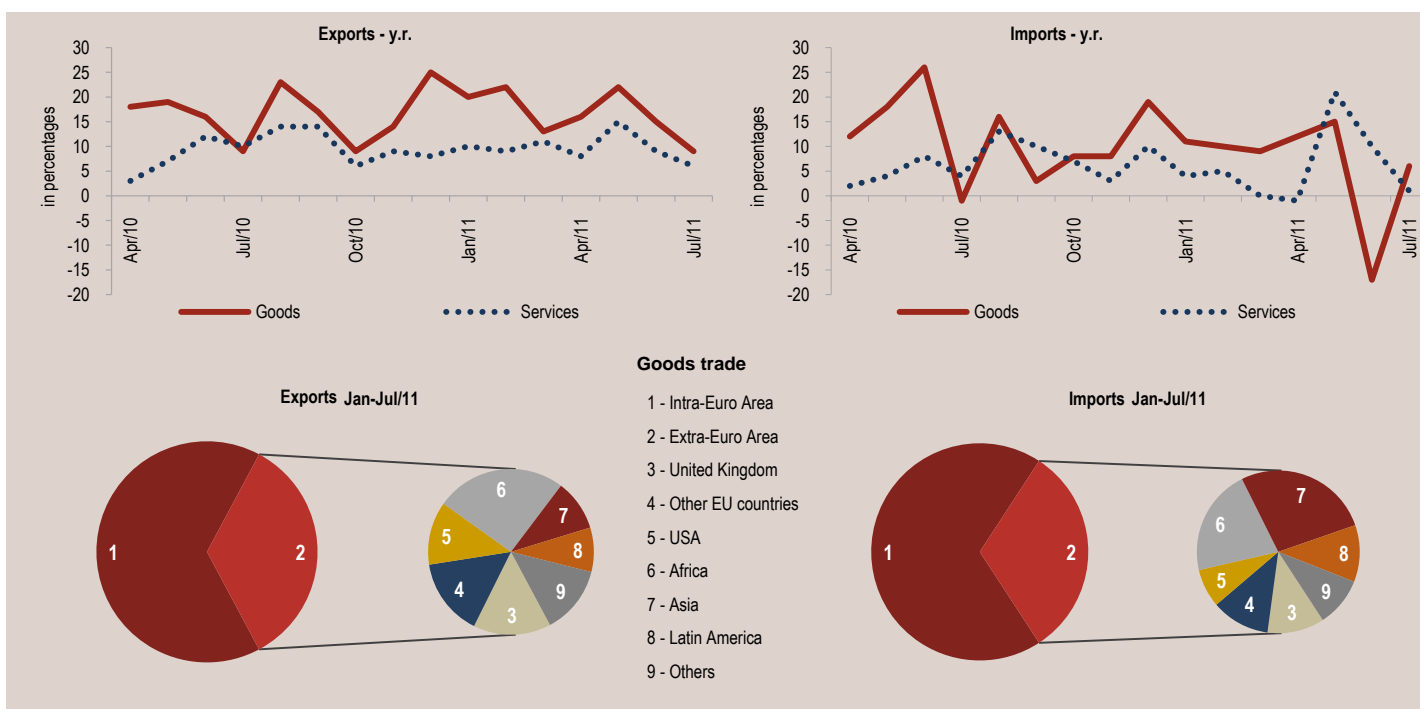 Exports - y.r.
30
25
20
15
10
5
0
-5
-10
-15
-20
in percentages
Apr/10
Jul/10
Oct/10
Jan/11
Apr/11
Jul/11
Goods
Services
Imports - y.r.
30
25
20
15
10
5
0
-5
-10
-15
-20
in percentages
Apr/10
Jul/10
Oct/10
Jan/11
Apr/11
Jul/11
Goods
Services
Goods trade
Exports Jan-Jul/11
1
2
3
4
5
6
7
8
9
1 - Intra-Euro Area
2 - Extra-Euro Area
3 - United Kingdom
4 - Other EU countries
5 - USA
6 - Africa
7 - Asia
8 - Latin America
9 - Others
Imports Jan-Jul/11
1
2
3
4
5
6
7
8
9